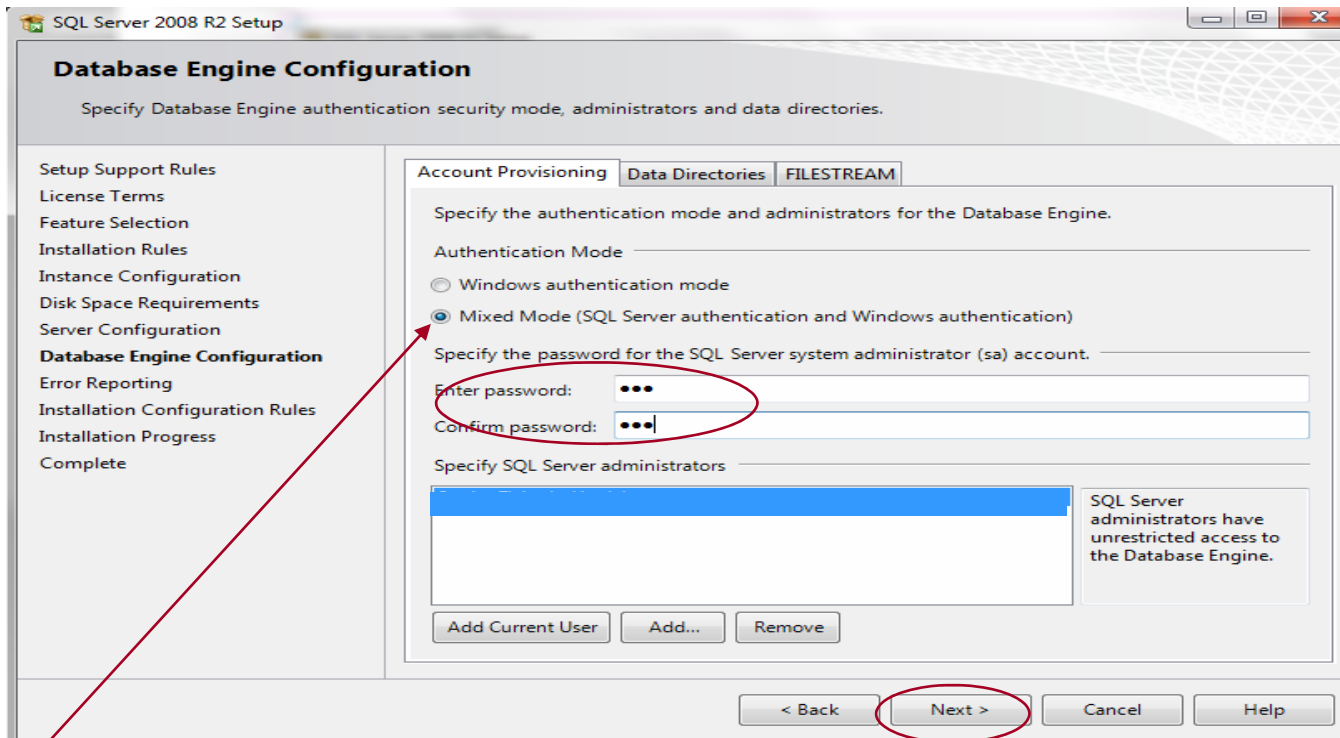 SQL Server 2008 R2 Setup
Database Engine Configuration
Specify Database Engine authentication security mode, administrators and data directories.
Setup Support Rules
License Terms
Feature Selection
Installation Rules
Instance Configuration
Disk Space Requirements
Server Configuration
Database Engine Configuration
Error Reporting
Installation Configuration Rules
Installation Progress
Complete
Account Provisioning
Data Directories
FILESTREAM
Specify the authentication mode and administrators for the Database Engine.
Authentication Mode
Windows authentication mode
Mixed Mode (SQL Server authentication and Windows authentication)
Specify the password for the SQL Server system administrator (sa) account.
Enter password: ●●●
Confirm password: ●●●
Specify SQL Server administrators
SQL Server
administrators have
unrestricted access to
the Database Engine.
Add Current User
Add...
Remove
< Back
Next >
Cancel
Help